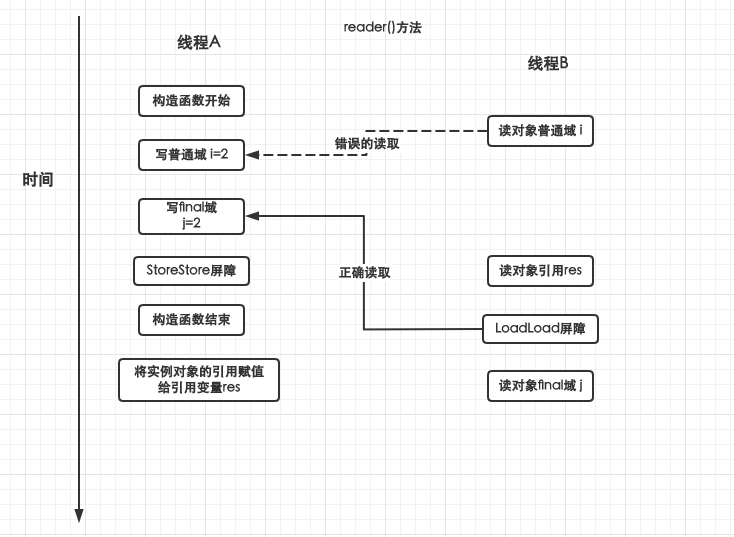 reader()方法
线程A
线程B
构造函数开始
读对象普通域 i
错误的读取
写普通域 i=2
时间
写final域
j=2
正确读取
StoreStore屏障
读对象引用res
构造函数结束
LoadLoad屏障
将实例对象的引用赋值
给引用变量res
读对象final域 j